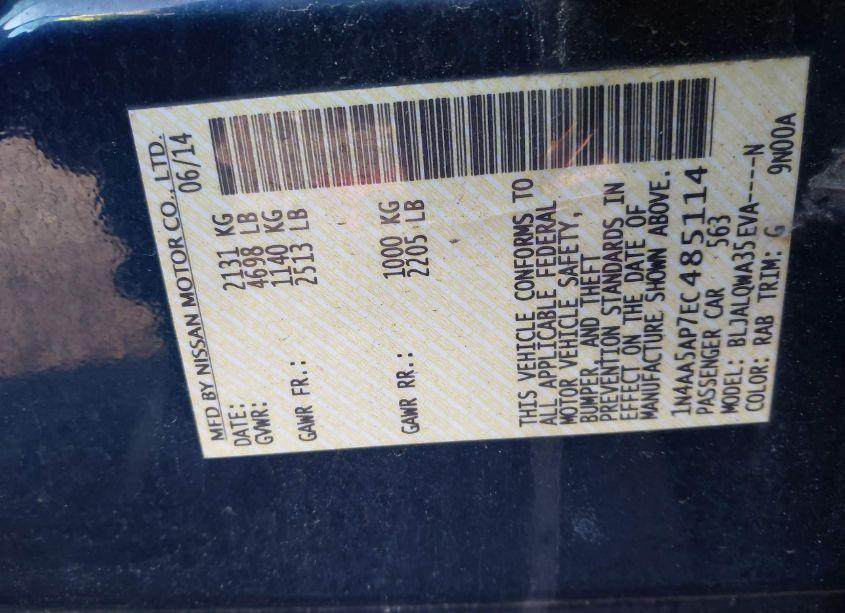 MFD BY NISSAN MOTOR CO., LTD.
DATE: 06/14
GVWR: 2131 KG
4698 LB
GAWR FR.: 1140 KG
2513 LB
GAWR RR.: 1000 KG
2205 LB
THIS VEHICLE CONFORMS TO
ALL APPLICABLE FEDERAL
MOTOR VEHICLE SAFETY,
BUMPER, AND THEFT
PREVENTION STANDARDS IN
EFFECT ON THE DATE OF
MANUFACTURE SHOWN ABOVE.
1N4AA5AP7EC485114
PASSENGER CAR 563
MODEL: BLJALQWA35EVA----N
COLOR: RAB TRIM: G 9N00A